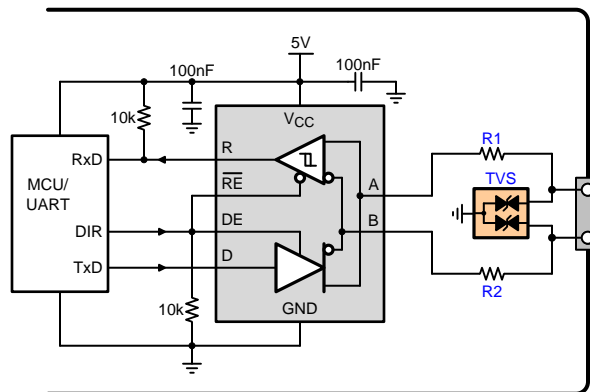 5V
100nF
100nF
10k
VCC
R1
RxD
R
MCU/
UART
RE
A
TVS
DIR
DE
B
TxD
D
10k
GND
R2